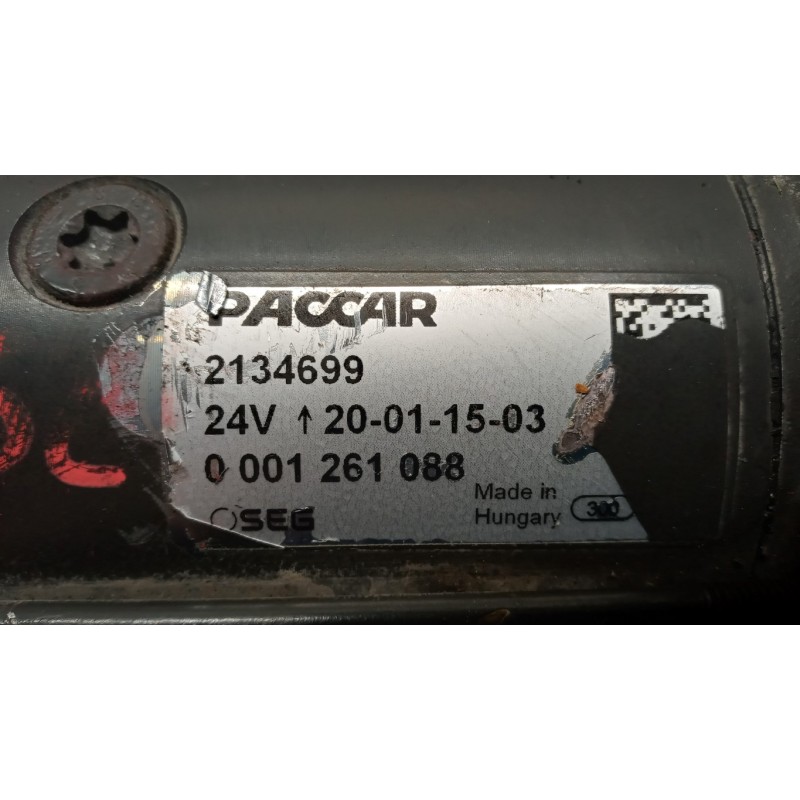 PACCAR
2134699
24V ↑ 20-01-15-03
0 001 261 088
SEG
Made in
Hungary
300